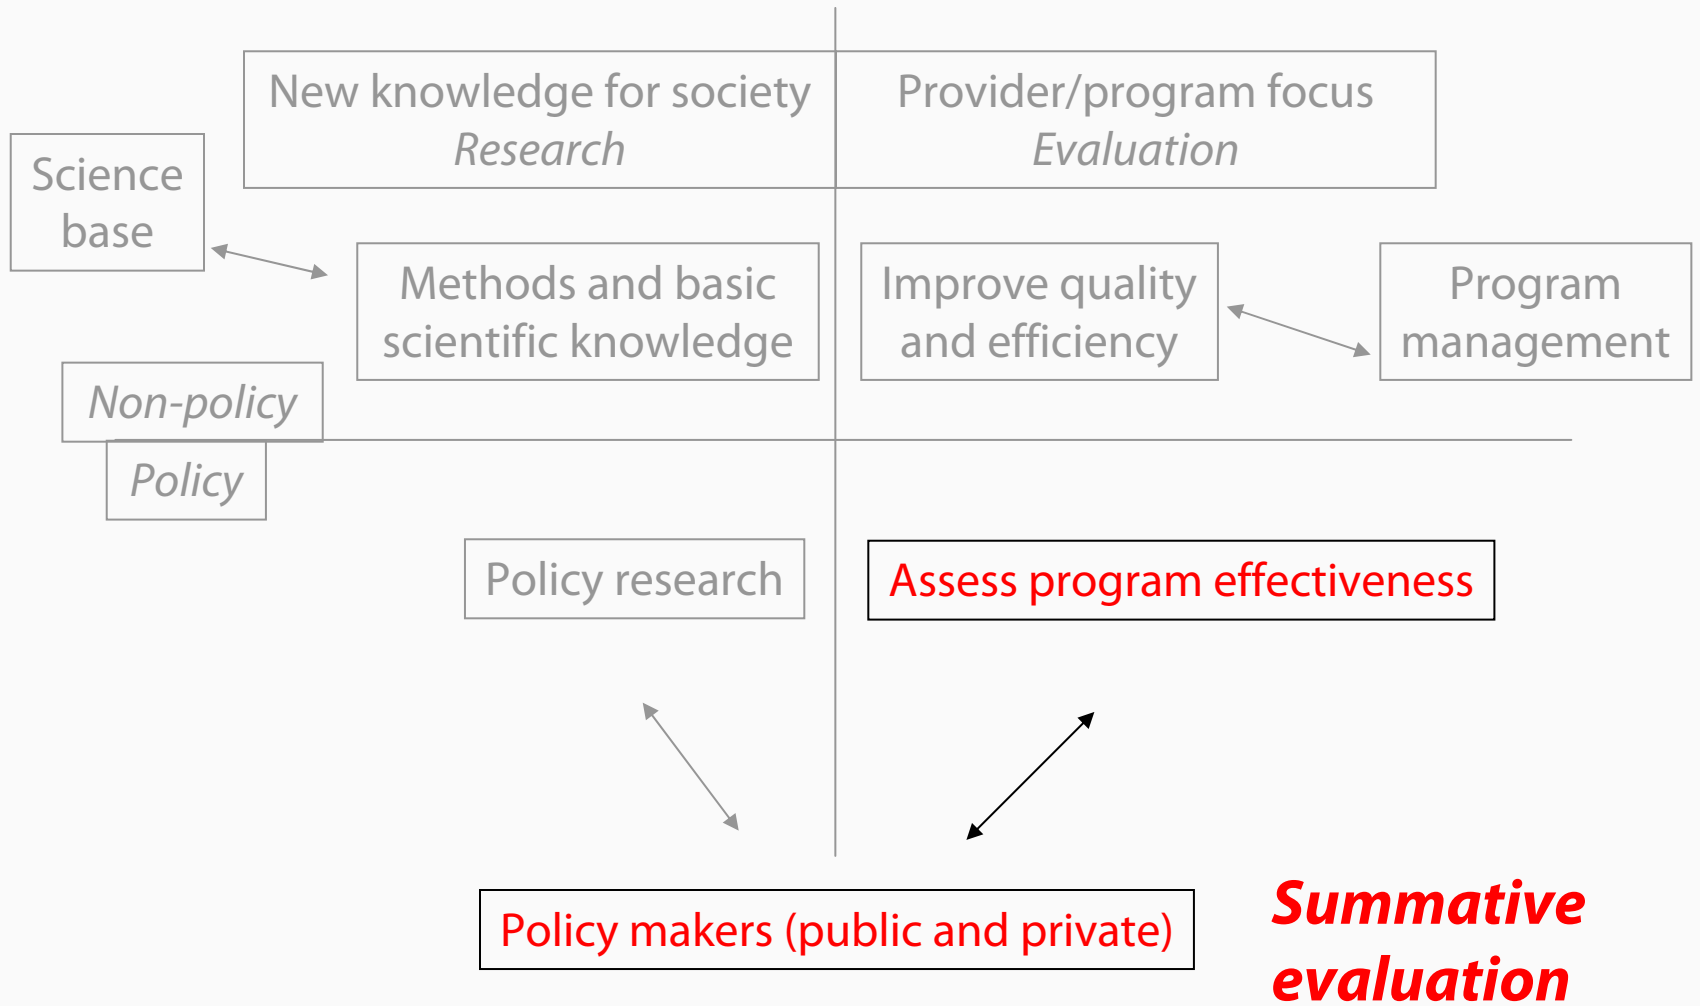 New knowledge for society
Research
Provider/program focus
Evaluation
Science
base
Methods and basic
scientific knowledge
Improve quality
and efficiency
Program
management
Non-policy
Policy
Policy research
Assess program effectiveness
Policy makers (public and private)
Summative
evaluation